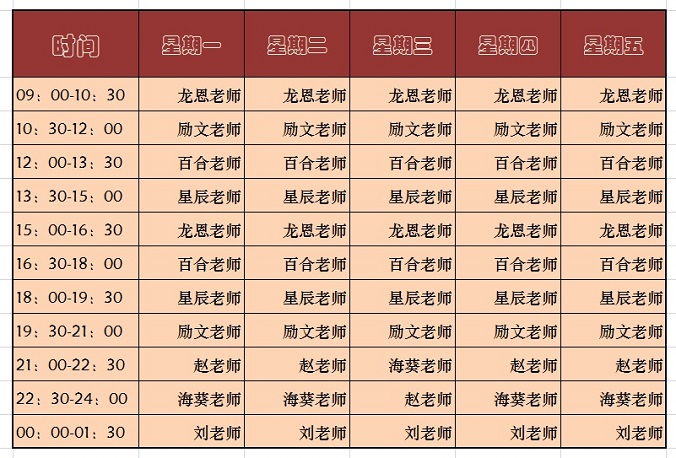 时间 星期一 星期二 星期三 星期四 星期五
09：00-10：30 龙恩老师 龙恩老师 龙恩老师 龙恩老师 龙恩老师
10：30-12：00 励文老师 励文老师 励文老师 励文老师 励文老师
12：00-13：30 百合老师 百合老师 百合老师 百合老师 百合老师
13：30-15：00 星辰老师 星辰老师 星辰老师 星辰老师 星辰老师
15：00-16：30 龙恩老师 龙恩老师 龙恩老师 龙恩老师 龙恩老师
16：30-18：00 百合老师 百合老师 百合老师 百合老师 百合老师
18：00-19：30 星辰老师 星辰老师 星辰老师 星辰老师 星辰老师
19：30-21：00 励文老师 励文老师 励文老师 励文老师 励文老师
21：00-22：30 赵老师 赵老师 海葵老师 赵老师 赵老师
22：30-24：00 海葵老师 海葵老师 赵老师 海葵老师 海葵老师
00：00-01：30 刘老师 刘老师 刘老师 刘老师 刘老师